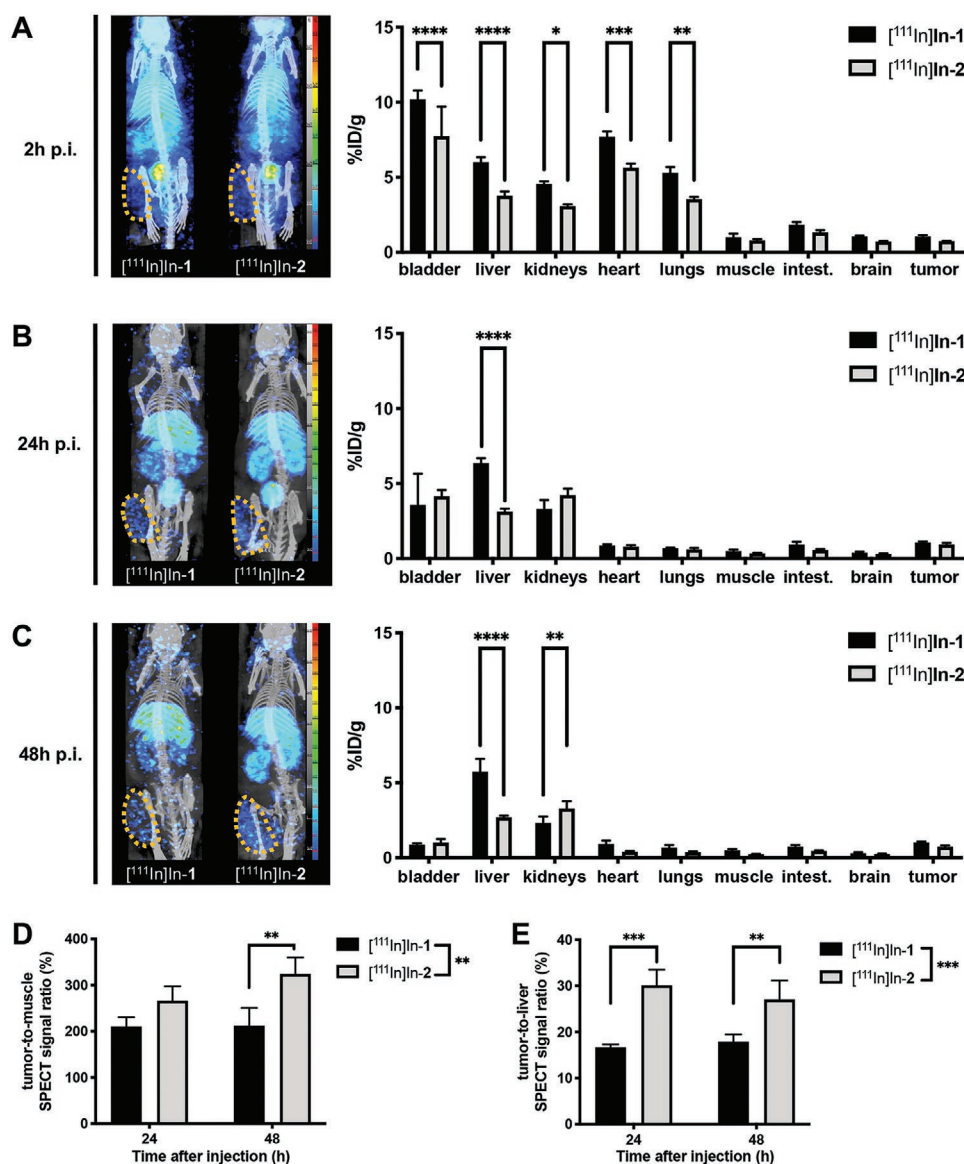 A
2h p.i.
[¹¹¹In]In-1
[¹¹¹In]In-2
%ID/g
15
10
5
0
**** **** * *** **
[¹¹¹In]In-1
[¹¹¹In]In-2
bladder liver kidneys heart lungs muscle intest. brain tumor
B
24h p.i.
[¹¹¹In]In-1
[¹¹¹In]In-2
%ID/g
15
10
5
0
****
[¹¹¹In]In-1
[¹¹¹In]In-2
bladder liver kidneys heart lungs muscle intest. brain tumor
C
48h p.i.
[¹¹¹In]In-1
[¹¹¹In]In-2
%ID/g
15
10
5
0
**** **
[¹¹¹In]In-1
[¹¹¹In]In-2
bladder liver kidneys heart lungs muscle intest. brain tumor
D
tumor-to-muscle
SPECT signal ratio (%)
400
300
200
100
0
**
[¹¹¹In]In-1
[¹¹¹In]In-2
**
24 48
Time after injection (h)
E
tumor-to-liver
SPECT signal ratio (%)
40
30
20
10
0
*** **
[¹¹¹In]In-1
[¹¹¹In]In-2
***
24 48
Time after injection (h)